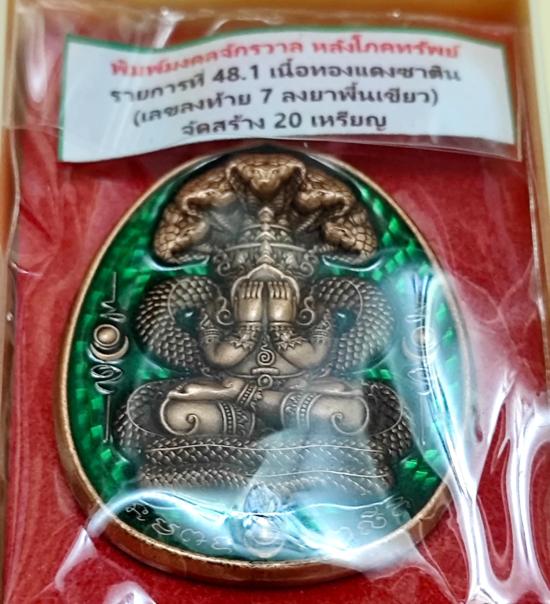 พิมพ์มงคลจักรวาล หลังโภคทรัพย์
รายการที่ 48.1 เนื้อทองแดงซาติน
(เลขลงท้าย 7 ลงยาพื้นเขียว)
จัดสร้าง 20 เหรียญ